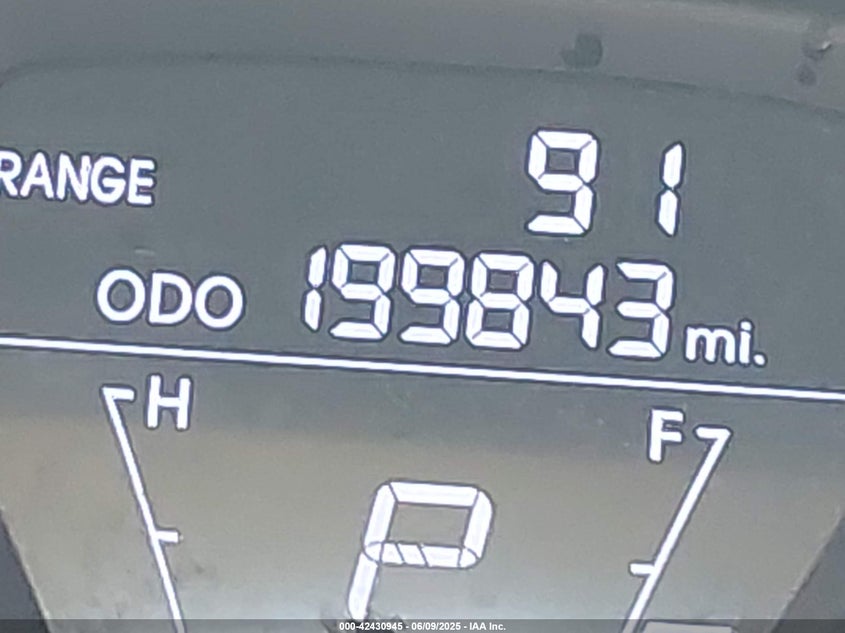 RANGE 91
ODO 199843 mi.
H F
P
000-42430945 - 06/09/2025 - IAA Inc.